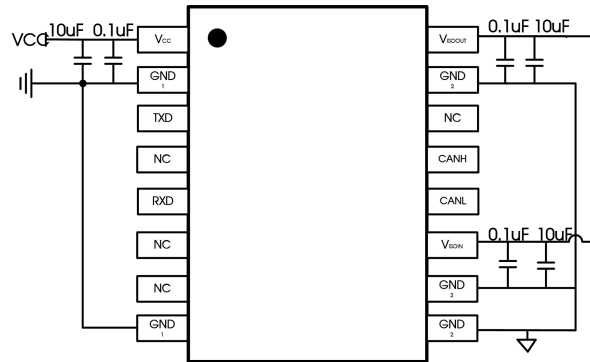 VCC 10uF 0.1uF
VCC
GND
1
TXD
NC
RXD
NC
NC
GND
1
0.1uF 10uF
VISOOUT
GND
2
NC
CANH
CANL
0.1uF 10uF
VISOIN
GND
2
GND
2